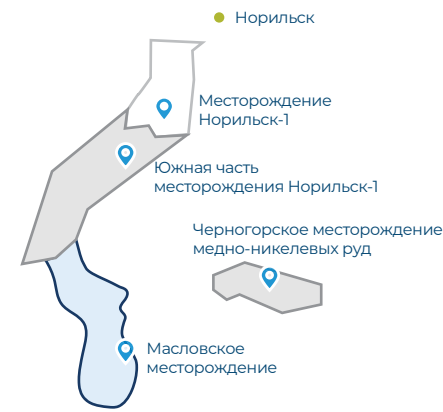 Норильск
Месторождение
Норильск-1
Южная часть
месторождения Норильск-1
Черногорское месторождение
медно-никелевых руд
Масловское
месторождение